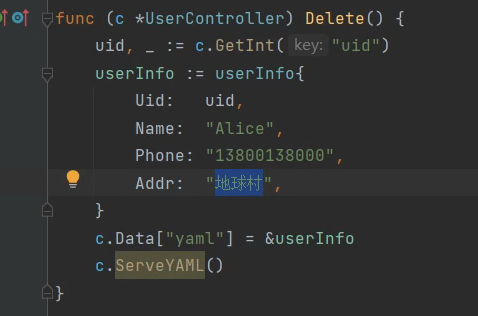 func (c *UserController) Delete() {
uid, _ := c.GetInt( key: "uid")
userInfo := userInfo{
Uid: uid,
Name: "Alice",
Phone: "13800138000",
Addr: "地球村",
}
c.Data["yaml"] = &userInfo
c.ServeYAML()
}